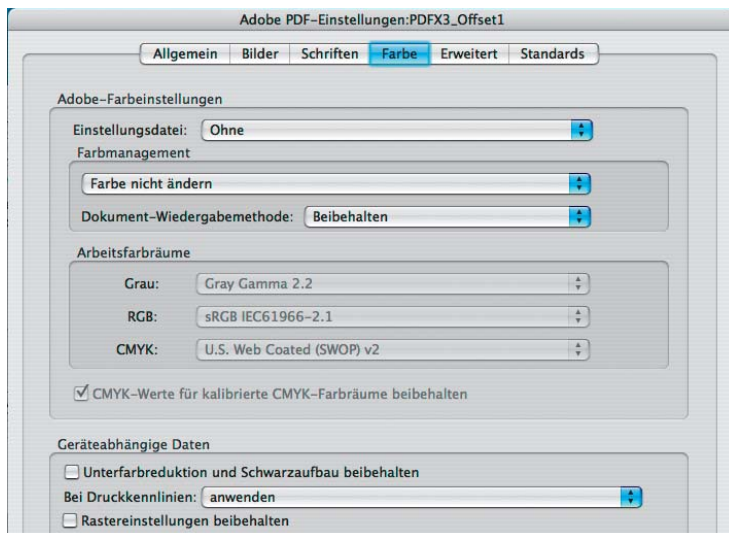 Adobe PDF-Einstellungen:PDFX3_Offset1
Allgemein Bilder Schriften Farbe Erweitert Standards
Adobe-Farbeinstellungen
Einstellungsdatei: Ohne
Farbmanagement
Farbe nicht ändern
Dokument-Wiedergabemethode: Beibehalten
Arbeitsfarbräume
Grau: Gray Gamma 2.2
RGB: sRGB IEC61966-2.1
CMYK: U.S. Web Coated (SWOP) v2
CMYK-Werte für kalibrierte CMYK-Farbräume beibehalten
Geräteabhängige Daten
Unterfarbreduktion und Schwarzaufbau beibehalten
Bei Druckkennlinien: anwenden
Rastereinstellungen beibehalten